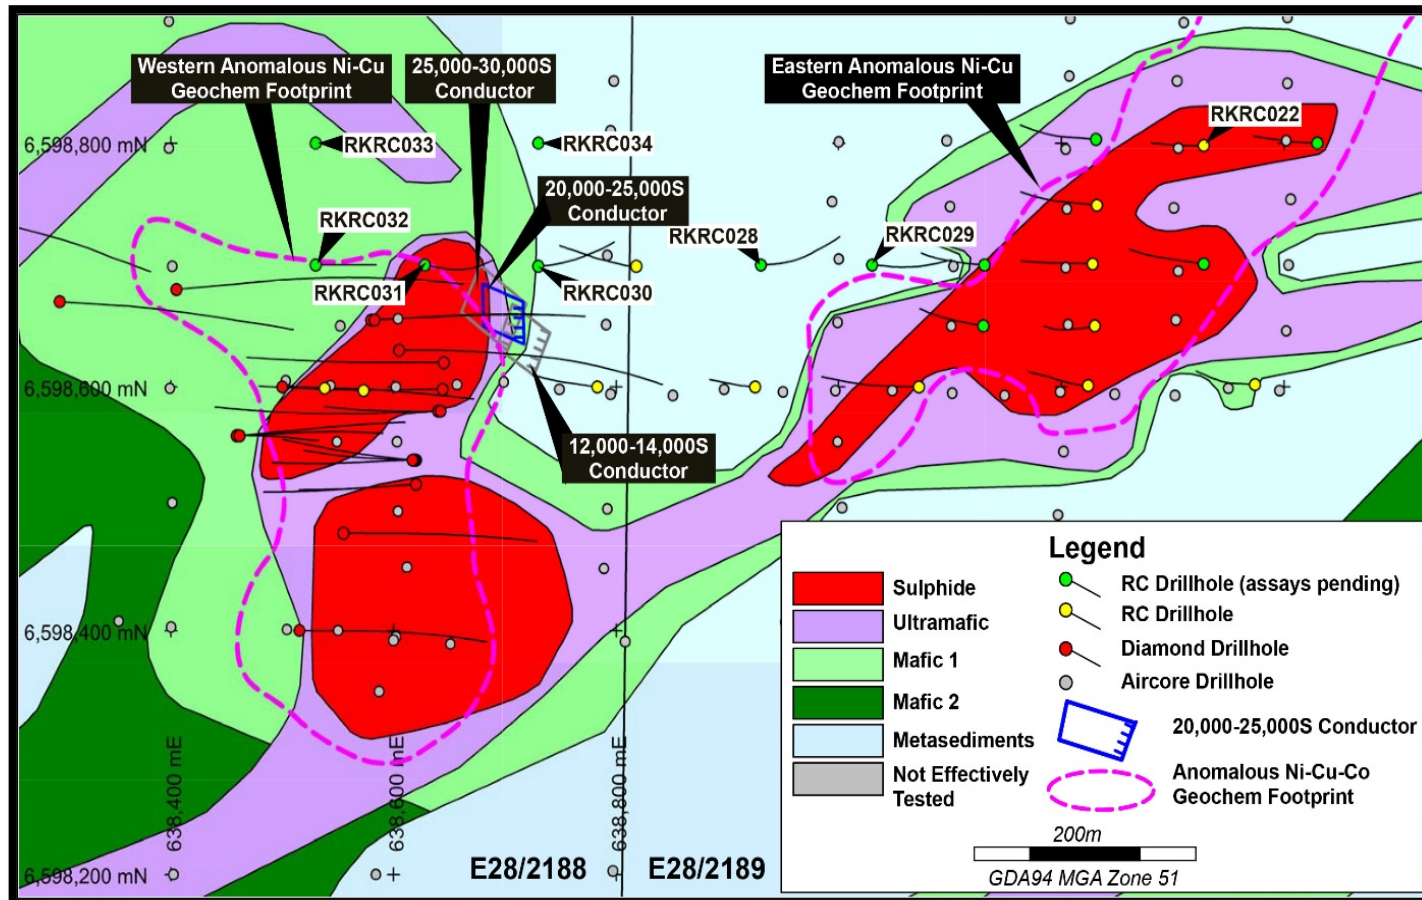 Western Anomalous Ni-Cu
Geochem Footprint
25,000-30,000S
Conductor
Eastern Anomalous Ni-Cu
Geochem Footprint
RKRC022
6,598,800 mN
RKRC033
RKRC034
20,000-25,000S
Conductor
RKRC032
RKRC028
RKRC029
RKRC031
RKRC030
6,598,600 mN
12,000-14,000S
Conductor
6,598,400 mN
638,400 mE
638,600 mE
638,800 mE
6,598,200 mN
E28/2188
E28/2189
Legend
Sulphide
Ultramafic
Mafic 1
Mafic 2
Metasediments
Not Effectively
Tested
RC Drillhole (assays pending)
RC Drillhole
Diamond Drillhole
Aircore Drillhole
20,000-25,000S Conductor
Anomalous Ni-Cu-Co
Geochem Footprint
200m
GDA94 MGA Zone 51